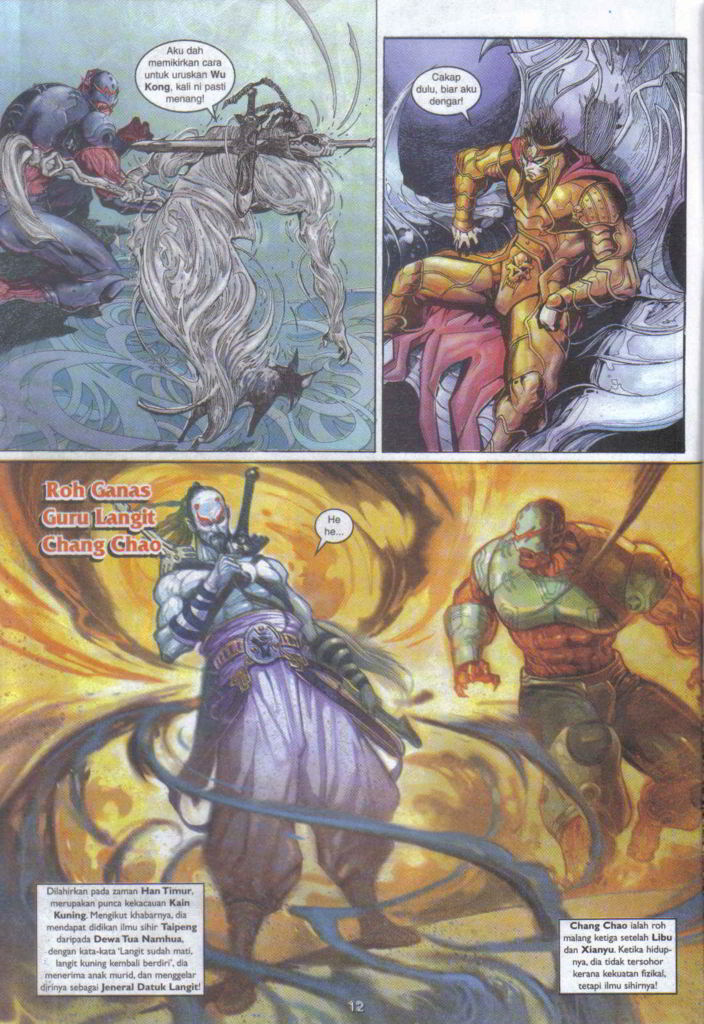 Aku dah
memikirkan cara
untuk uruskan Wu
Kong, kali ni pasti
menang!
Cakap
dulu, biar aku
dengar!
Roh Ganas
Guru Langit
Chang Chao
He
he...
Dilahirkan pada zaman Han Timur,
merupakan punca kekacauan Kain
Kuning. Mengikut khabarnya, dia
mendapat didikan ilmu sihir Taipeng
daripada Dewa Tua Namhua,
dengan kata-kata 'Langit sudah mati,
langit kuning kembali berdiri', dia
menerima anak murid, dan menggelar
dirinya sebagai Jeneral Datuk Langit!
Chang Chao ialah roh
malang ketiga setelah Libu
dan Xianyu. Ketika hidup-
nya, dia tidak tersohor
kerana kekuatan fizikal,
tetapi ilmu sihirnya!
12